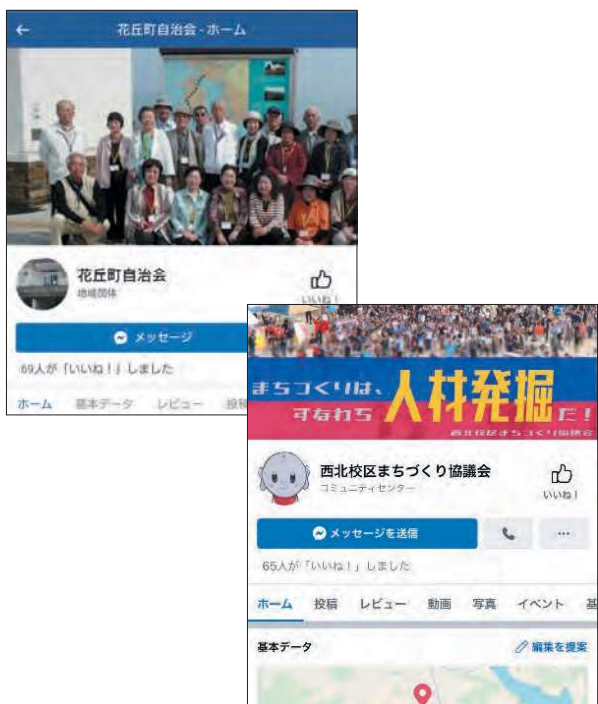 花丘町自治会 - ホーム
花丘町自治会
地域団体
いいね！
メッセージ
69人が「いいね！」しました
ホーム 基本データ レビュー 投稿
まちづくりは、
すなわち 人材発掘だ！
西北校区まちづくり協議会
西北校区まちづくり協議会
コミュニティセンター
いいね！
メッセージを送信
65人が「いいね！」しました
ホーム 投稿 レビュー 動画 写真 イベント 基
基本データ
編集を提案